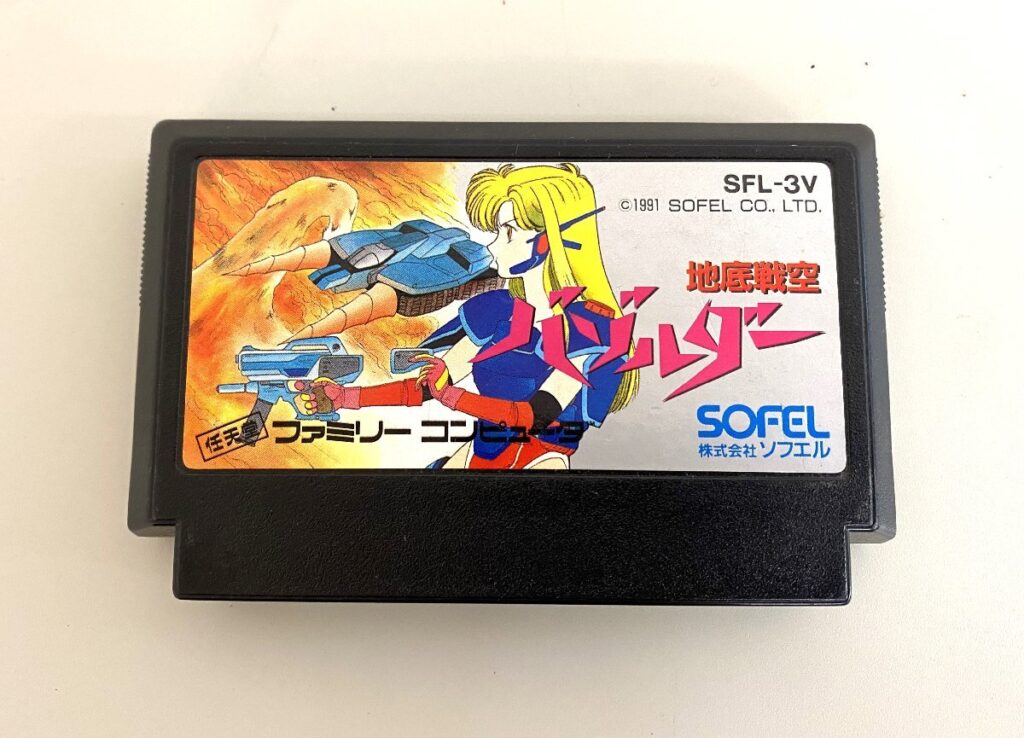 SFL-3V
©1991 SOFEL CO., LTD.
地底戦空
バゾルダー
SOFEL
株式会社 ソフエル
任天堂 ファミリー コンピュータ